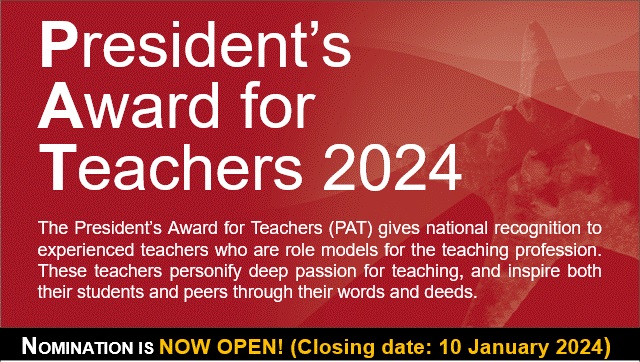 President’s
Award for
Teachers 2024
The President’s Award for Teachers (PAT) gives national recognition to
experienced teachers who are role models for the teaching profession.
These teachers personify deep passion for teaching, and inspire both
their students and peers through their words and deeds.
NOMINATION IS NOW OPEN! (Closing date: 10 January 2024)